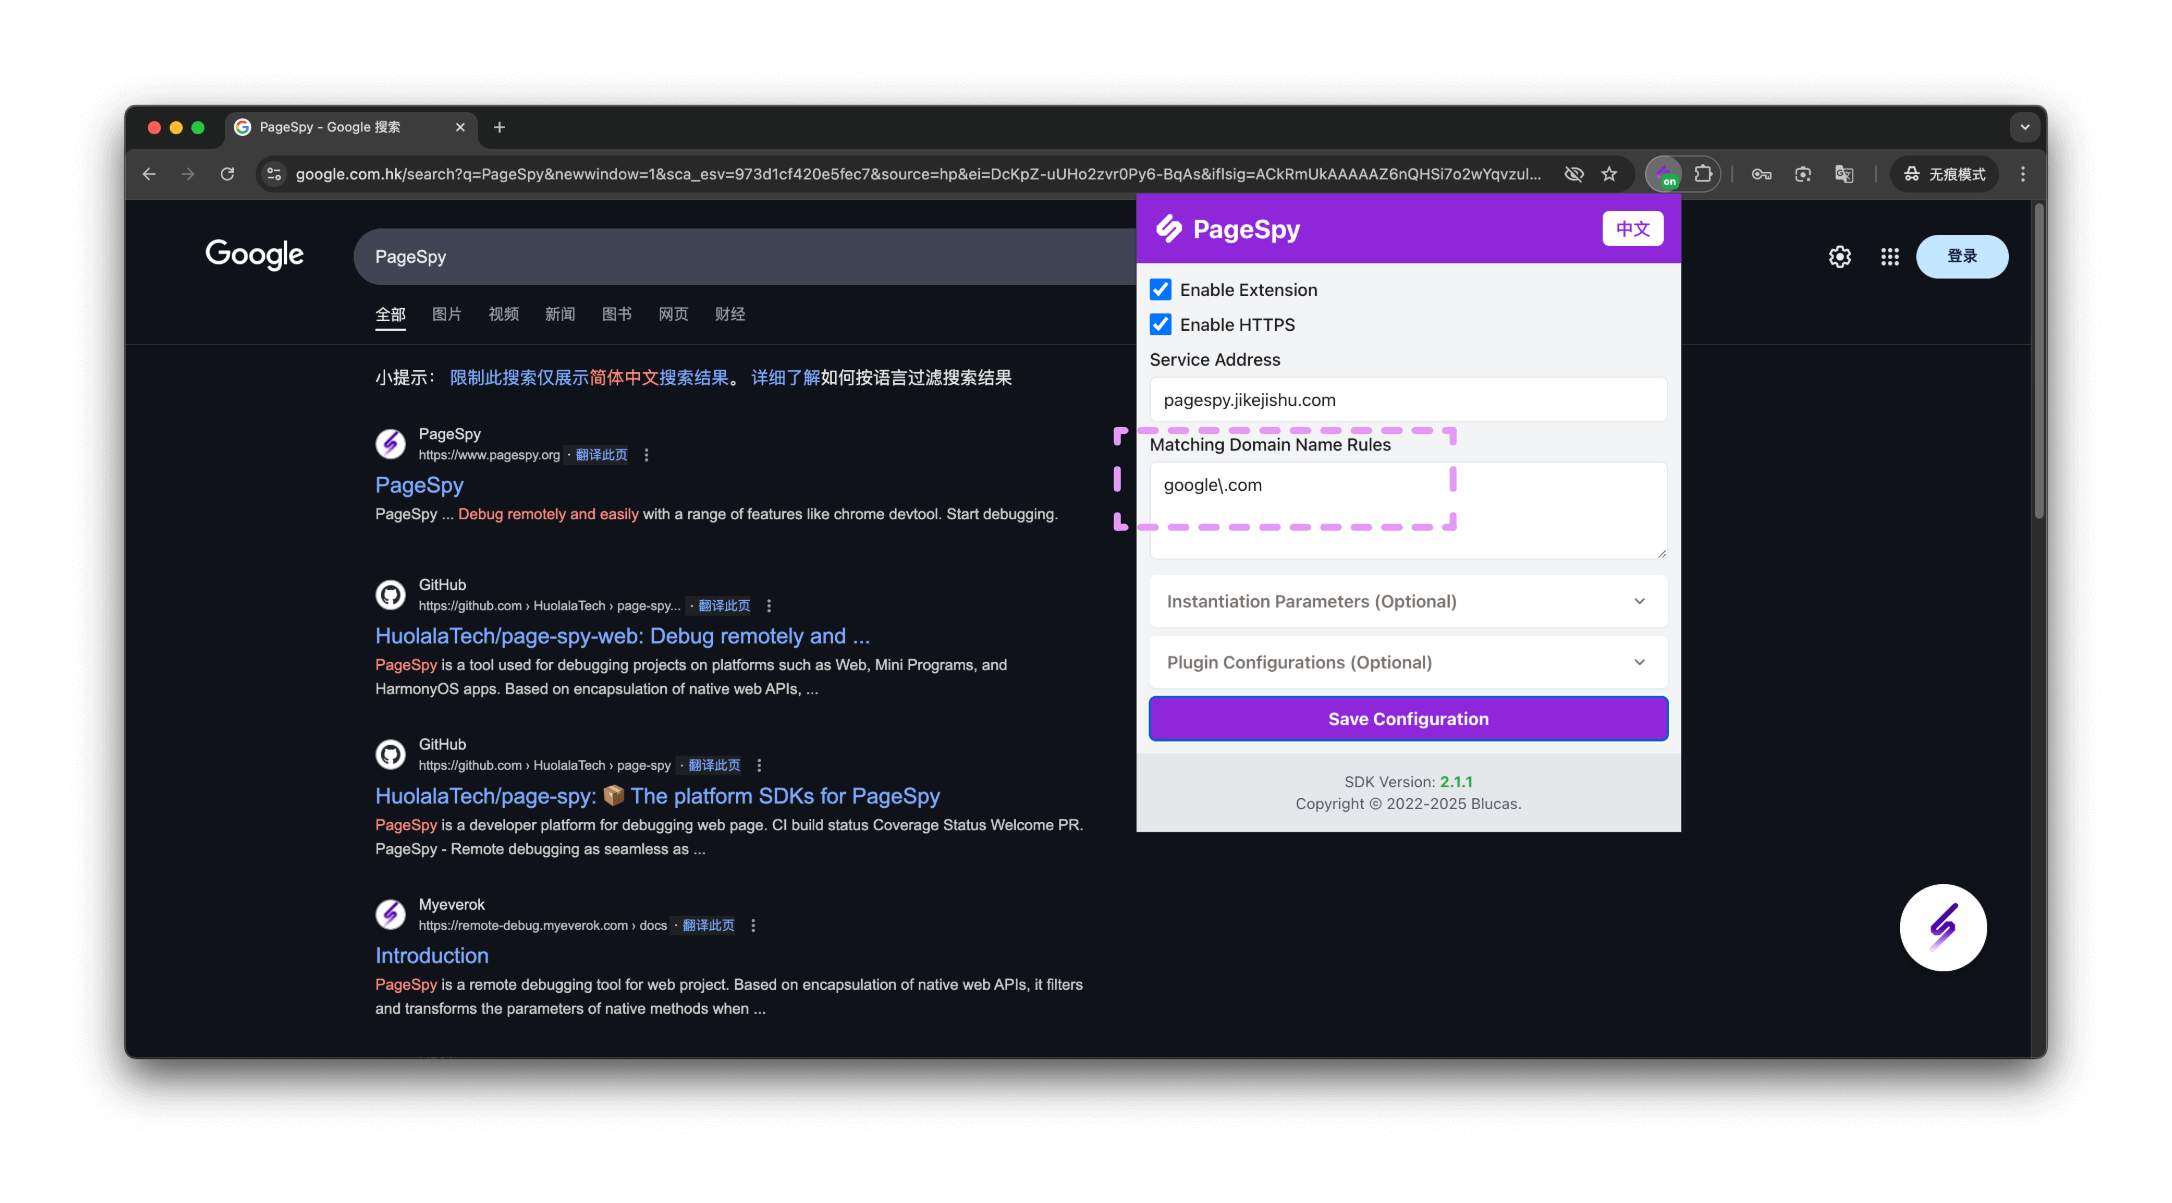 PageSpy - Google 搜索
google.com.hk/search?q=PageSpy&newwindow=1&sca_esv=973d1cf420e5fec7&source=hp&ei=DcKpZ-uUHo2zvr0Py6-BqAs&iflsig=ACkRmUkAAAAAZ6nQHSi7o2wYqvzuI...
on
无痕模式
Google
PageSpy
登录
全部 图片 视频 新闻 图书 网页 财经
小提示： 限制此搜索仅展示简体中文搜索结果。 详细了解如何按语言过滤搜索结果
PageSpy
https://www.pagespy.org · 翻译此页
PageSpy
PageSpy ... Debug remotely and easily with a range of features like chrome devtool. Start debugging.
GitHub
https://github.com › HuolalaTech › page-spy... · 翻译此页
HuolalaTech/page-spy-web: Debug remotely and ...
PageSpy is a tool used for debugging projects on platforms such as Web, Mini Programs, and
HarmonyOS apps. Based on encapsulation of native web APIs, ...
GitHub
https://github.com › HuolalaTech › page-spy · 翻译此页
HuolalaTech/page-spy: 📦 The platform SDKs for PageSpy
PageSpy is a developer platform for debugging web page. CI build status Coverage Status Welcome PR.
PageSpy - Remote debugging as seamless as ...
Myeverok
https://remote-debug.myeverok.com › docs · 翻译此页
Introduction
PageSpy is a remote debugging tool for web project. Based on encapsulation of native web APIs, it filters
and transforms the parameters of native methods when ...
PageSpy
中文
Enable Extension
Enable HTTPS
Service Address
pagespy.jikejishu.com
Matching Domain Name Rules
google\.com
Instantiation Parameters (Optional)
Plugin Configurations (Optional)
Save Configuration
SDK Version: 2.1.1
Copyright © 2022-2025 Blucas.